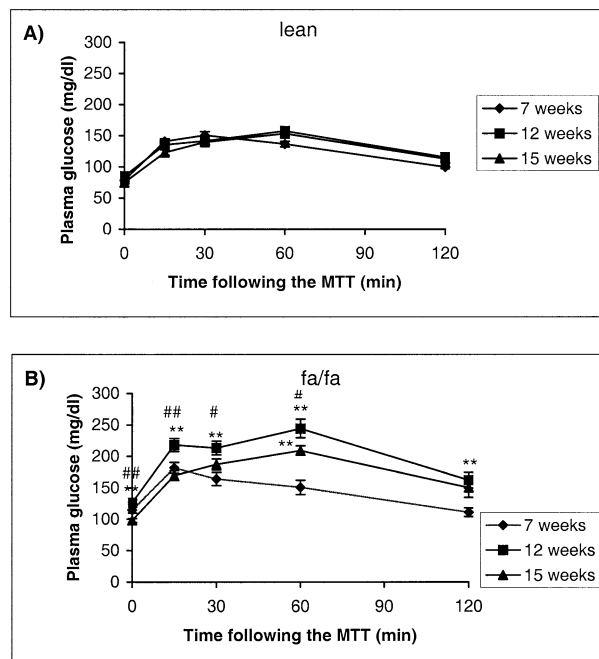 A)
lean
Plasma glucose (mg/dl)
300
250
200
150
100
50
0
0 30 60 90 120
Time following the MTT (min)
7 weeks
12 weeks
15 weeks
B)
fa/fa
Plasma glucose (mg/dl)
300
250
200
150
100
50
0
## ** ## ** # ** # ** ** **
0 30 60 90 120
Time following the MTT (min)
7 weeks
12 weeks
15 weeks